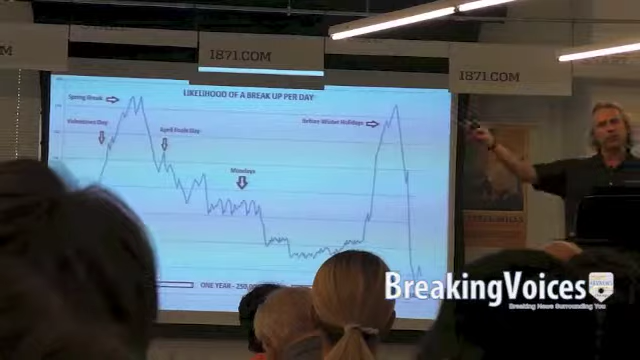 1871.COM
1871.COM
LIKELIHOOD OF A BREAK UP PER DAY
Spring Break
Valentines Day
April Fools Day
Before Winter Holidays
Mondays
ONE YEAR - 250
BreakingVoices
Breaking News Surrounding You